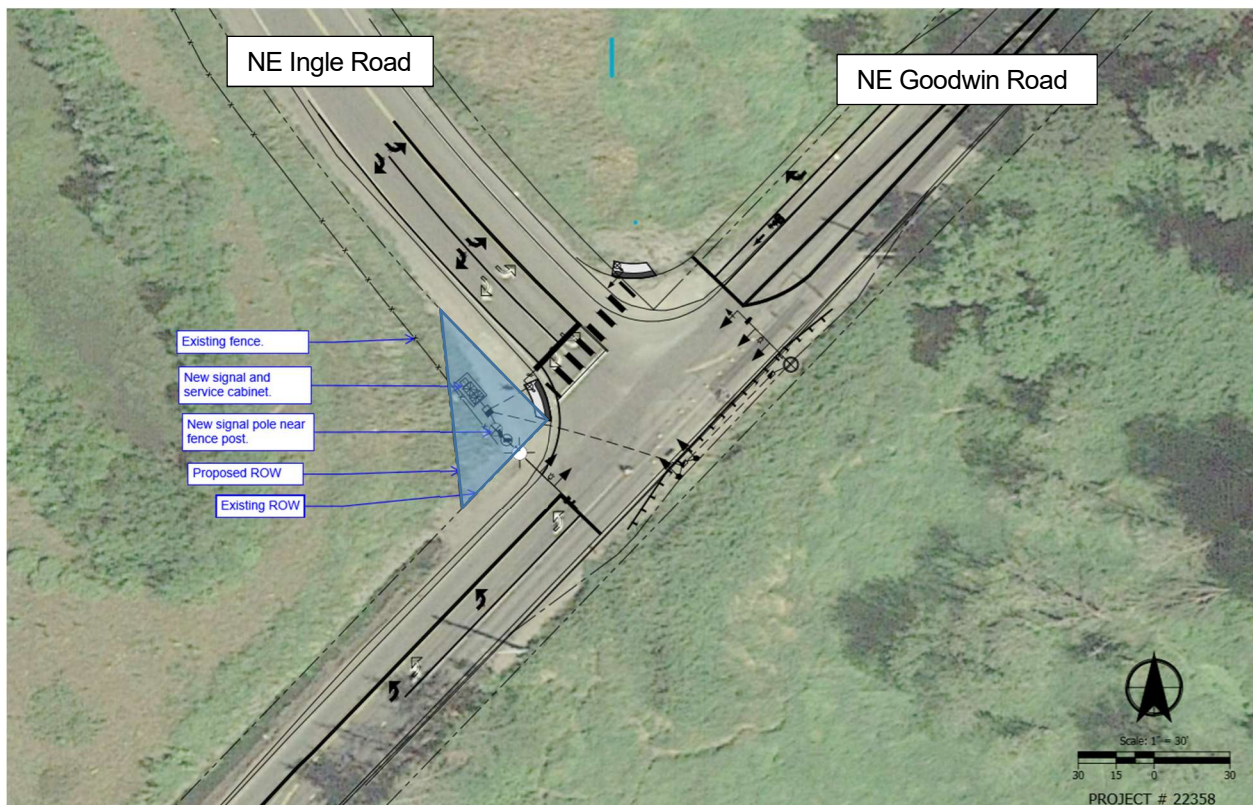 NE Ingle Road
NE Goodwin Road
Existing fence.
New signal and
service cabinet.
New signal pole near
fence post.
Proposed ROW
Existing ROW
Scale: 1" = 30'
30 15 0 30
PROJECT # 22358